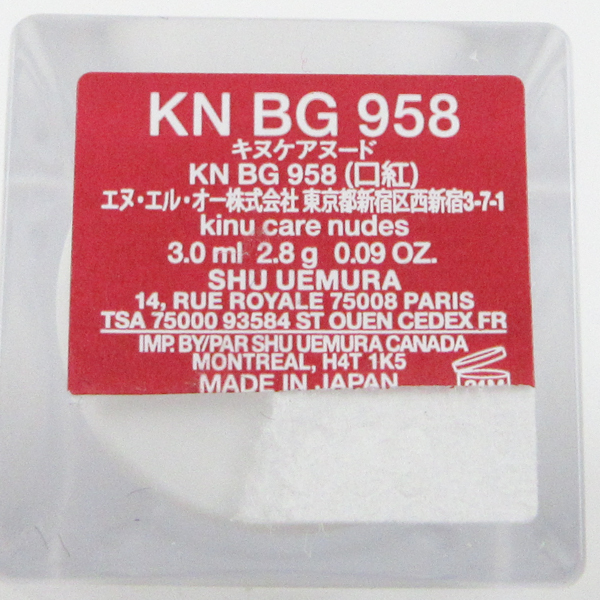 KN BG 958
キヌケアヌード
KN BG 958 (口紅)
エヌ・エル・オー株式会社 東京都新宿区西新宿3-7-1
kinu care nudes
3.0 ml 2.8 g 0.09 OZ.
SHU UEMURA
14, RUE ROYALE 75008 PARIS
TSA 75000 93584 ST OUEN CEDEX FR
IMP. BY/PAR SHU UEMURA CANADA
MONTREAL, H4T 1K5
MADE IN JAPAN
24M